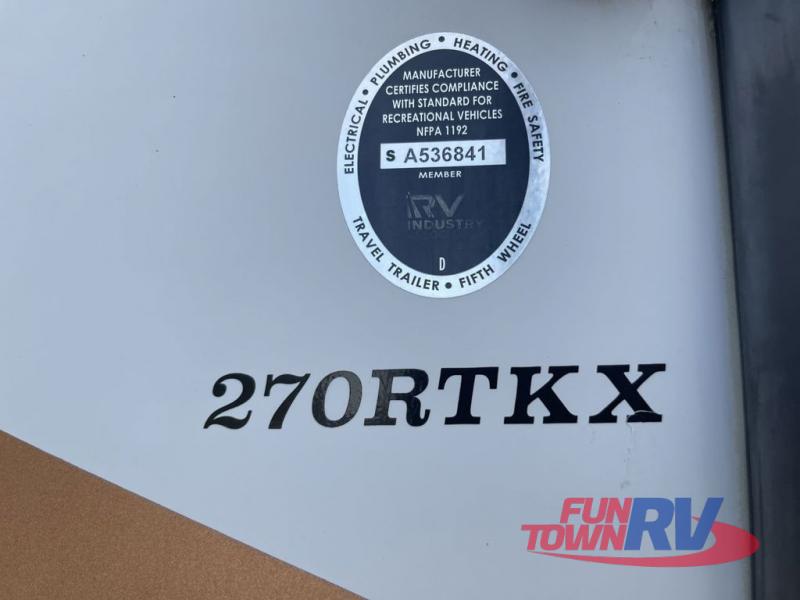 ELECTRICAL • PLUMBING • HEATING • FIRE SAFETY
MANUFACTURER
CERTIFIES COMPLIANCE
WITH STANDARD FOR
RECREATIONAL VEHICLES
NFPA 1192
S A536841
MEMBER
RV
INDUSTRY
D
TRAVEL TRAILER • FIFTH WHEEL
270RTKX
FUN
TOWN RV